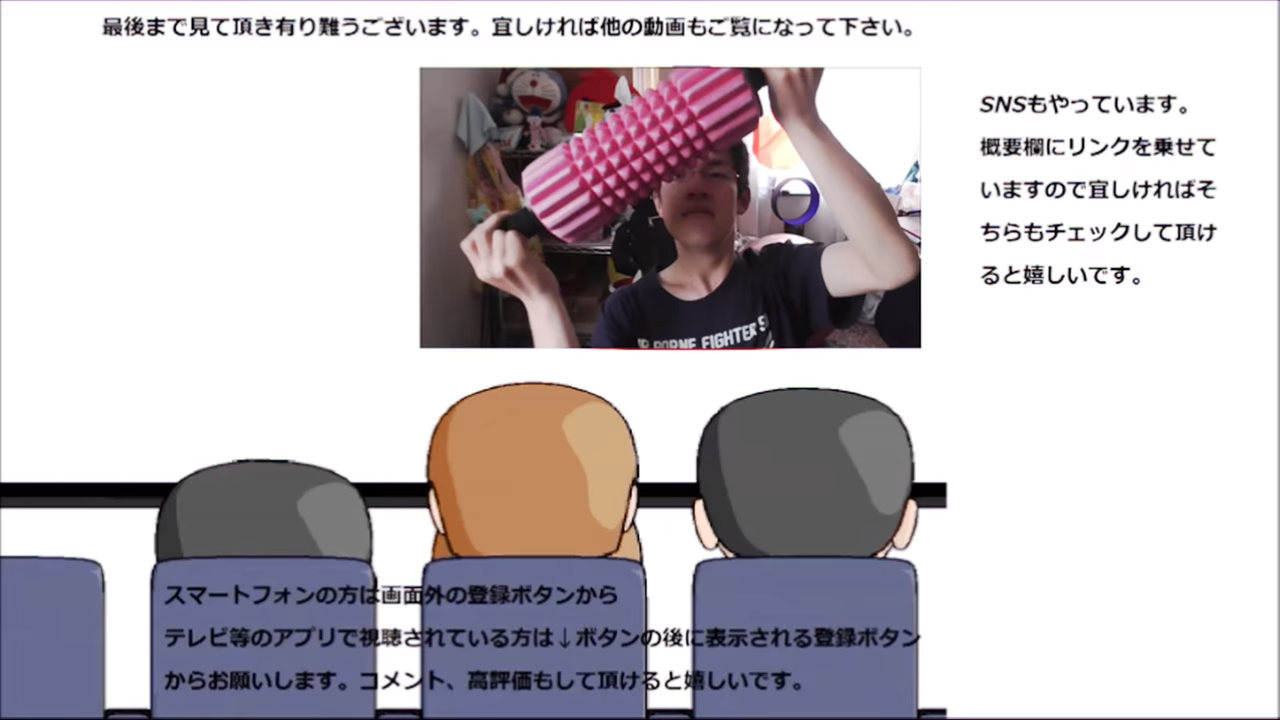 最後まで見て頂き有り難うございます。宜しければ他の動画もご覧になって下さい。
SNSもやっています。
概要欄にリンクを乗せて
いますので宜しければそ
ちらもチェックして頂け
ると嬉しいです。
FIGHTER
スマートフォンの方は画面外の登録ボタンから
テレビ等のアプリで視聴されている方は↓ボタンの後に表示される登録ボタン
からお願いします。コメント、高評価もして頂けると嬉しいです。